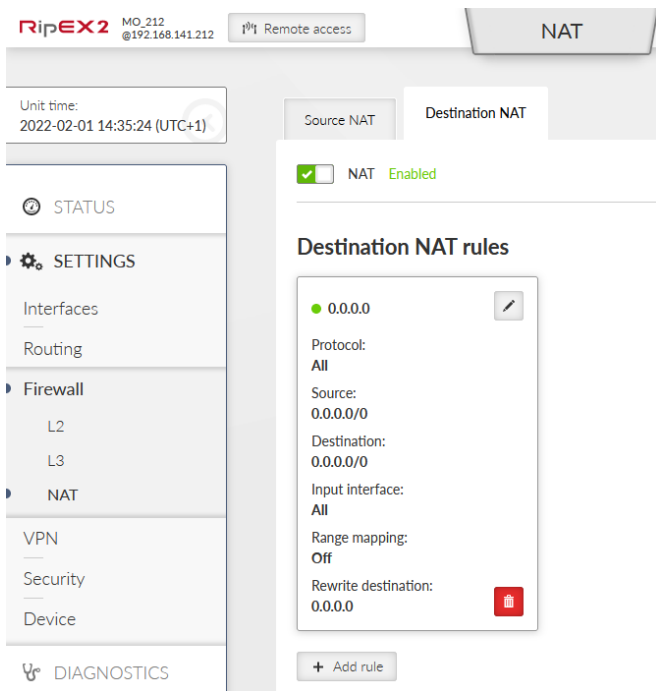 RipEX2
MO_212
@192.168.141.212
Remote access
NAT
Unit time:
2022-02-01 14:35:24 (UTC+1)
STATUS
SETTINGS
Interfaces
Routing
Firewall
L2
L3
NAT
VPN
Security
Device
DIAGNOSTICS
Source NAT
Destination NAT
NAT Enabled
Destination NAT rules
0.0.0.0
Protocol:
All
Source:
0.0.0.0/0
Destination:
0.0.0.0/0
Input interface:
All
Range mapping:
Off
Rewrite destination:
0.0.0.0
+ Add rule